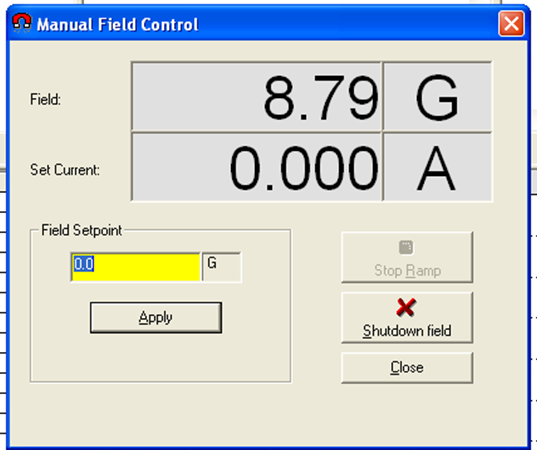 Manual Field Control
Field: 8.79 G
Set Current: 0.000 A
Field Setpoint
0.0 G
Apply
Stop Ramp
Shutdown field
Close